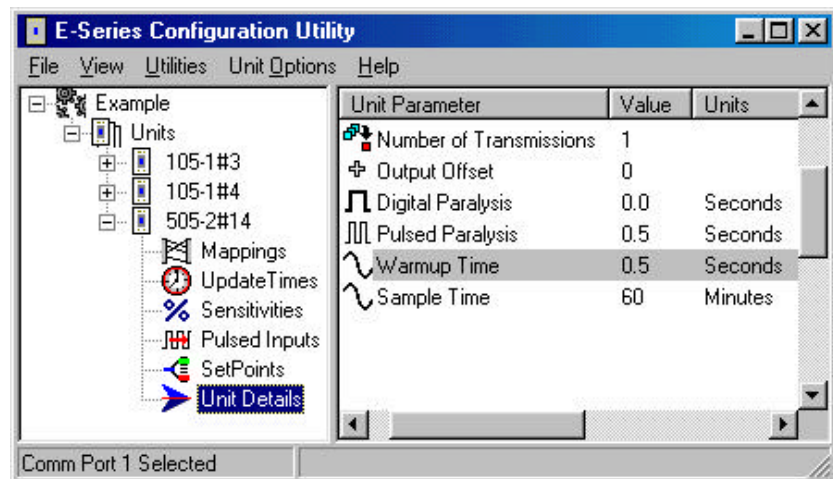 E-Series Configuration Utility
File View Utilities Unit Options Help
Example
Units
105-1#3
105-1#4
505-2#14
Mappings
UpdateTimes
Sensitivities
Pulsed Inputs
SetPoints
Unit Details
Unit Parameter Value Units
Number of Transmissions 1
Output Offset 0
Digital Paralysis 0.0 Seconds
Pulsed Paralysis 0.5 Seconds
Warmup Time 0.5 Seconds
Sample Time 60 Minutes
Comm Port 1 Selected